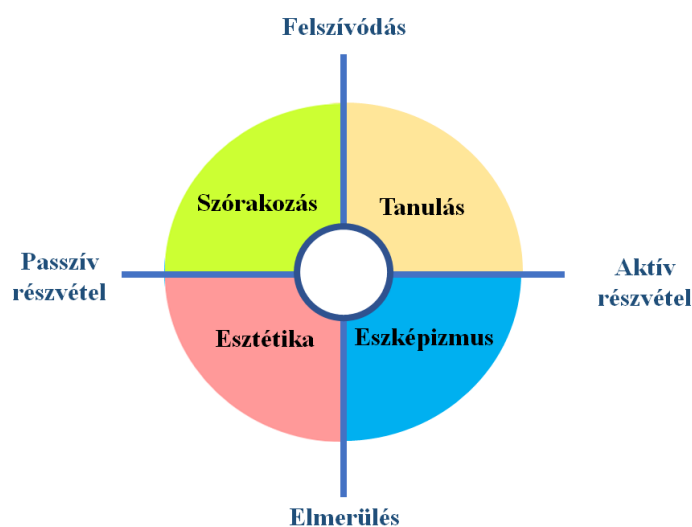 Felszívódás
Szórakozás
Tanulás
Passzív
részvétel
Aktív
részvétel
Esztétika
Eszképizmus
Elmerülés